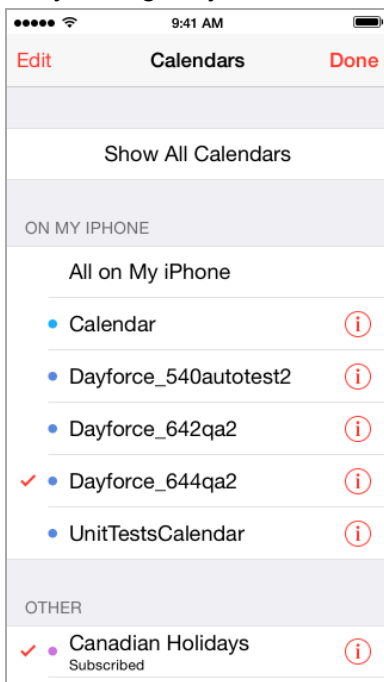 9:41 AM
Edit Calendars Done
Show All Calendars
ON MY IPHONE
All on My iPhone
Calendar
Dayforce_540autotest2
Dayforce_642qa2
Dayforce_644qa2
UnitTestsCalendar
OTHER
Canadian Holidays
Subscribed